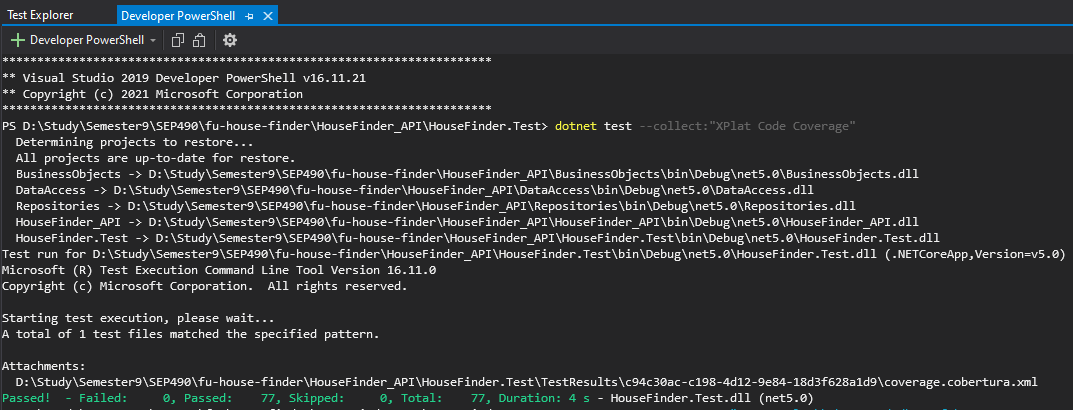 Test Explorer
Developer PowerShell
Developer PowerShell
**********************************************************************
** Visual Studio 2019 Developer PowerShell v16.11.21
** Copyright (c) 2021 Microsoft Corporation
**********************************************************************
PS D:\Study\Semester9\SEP490\fu-house-finder\HouseFinder_API\HouseFinder.Test> dotnet test --collect:"XPlat Code Coverage"
  Determining projects to restore...
  All projects are up-to-date for restore.
  BusinessObjects -> D:\Study\Semester9\SEP490\fu-house-finder\HouseFinder_API\BusinessObjects\bin\Debug\net5.0\BusinessObjects.dll
  DataAccess -> D:\Study\Semester9\SEP490\fu-house-finder\HouseFinder_API\DataAccess\bin\Debug\net5.0\DataAccess.dll
  Repositories -> D:\Study\Semester9\SEP490\fu-house-finder\HouseFinder_API\Repositories\bin\Debug\net5.0\Repositories.dll
  HouseFinder_API -> D:\Study\Semester9\SEP490\fu-house-finder\HouseFinder_API\HouseFinder_API\bin\Debug\net5.0\HouseFinder_API.dll
  HouseFinder.Test -> D:\Study\Semester9\SEP490\fu-house-finder\HouseFinder_API\HouseFinder.Test\bin\Debug\net5.0\HouseFinder.Test.dll
Test run for D:\Study\Semester9\SEP490\fu-house-finder\HouseFinder_API\HouseFinder.Test\bin\Debug\net5.0\HouseFinder.Test.dll (.NETCoreApp,Version=v5.0)
Microsoft (R) Test Execution Command Line Tool Version 16.11.0
Copyright (c) Microsoft Corporation.  All rights reserved.
Starting test execution, please wait...
A total of 1 test files matched the specified pattern.
Attachments:
  D:\Study\Semester9\SEP490\fu-house-finder\HouseFinder_API\HouseFinder.Test\TestResults\c94c30ac-c198-4d12-9e84-18d3f628a1d9\coverage.cobertura.xml
Passed!  - Failed:     0, Passed:    77, Skipped:     0, Total:    77, Duration: 4 s - HouseFinder.Test.dll (net5.0)